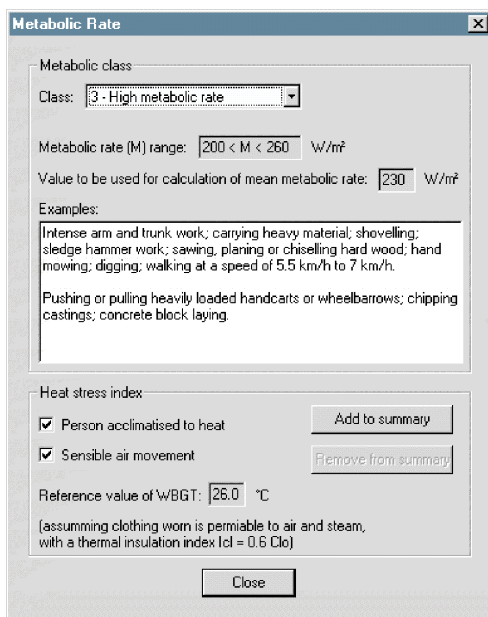 Metabolic Rate
Metabolic class
Class: 3 - High metabolic rate
Metabolic rate (M) range: 200 < M < 260 W/m²
Value to be used for calculation of mean metabolic rate: 230 W/m²
Examples:
Intense arm and trunk work; carrying heavy material; shovelling;
sledge hammer work; sawing, planing or chiselling hard wood; hand
mowing; digging; walking at a speed of 5.5 km/h to 7 km/h.
Pushing or pulling heavily loaded handcarts or wheelbarrows; chipping
castings; concrete block laying.
Heat stress index
Person acclimatised to heat
Add to summary
Sensible air movement
Remove from summary
Reference value of WBGT: 26.0 °C
(assumming clothing worn is permiable to air and steam,
with a thermal insulation index Icl = 0.6 Clo)
Close